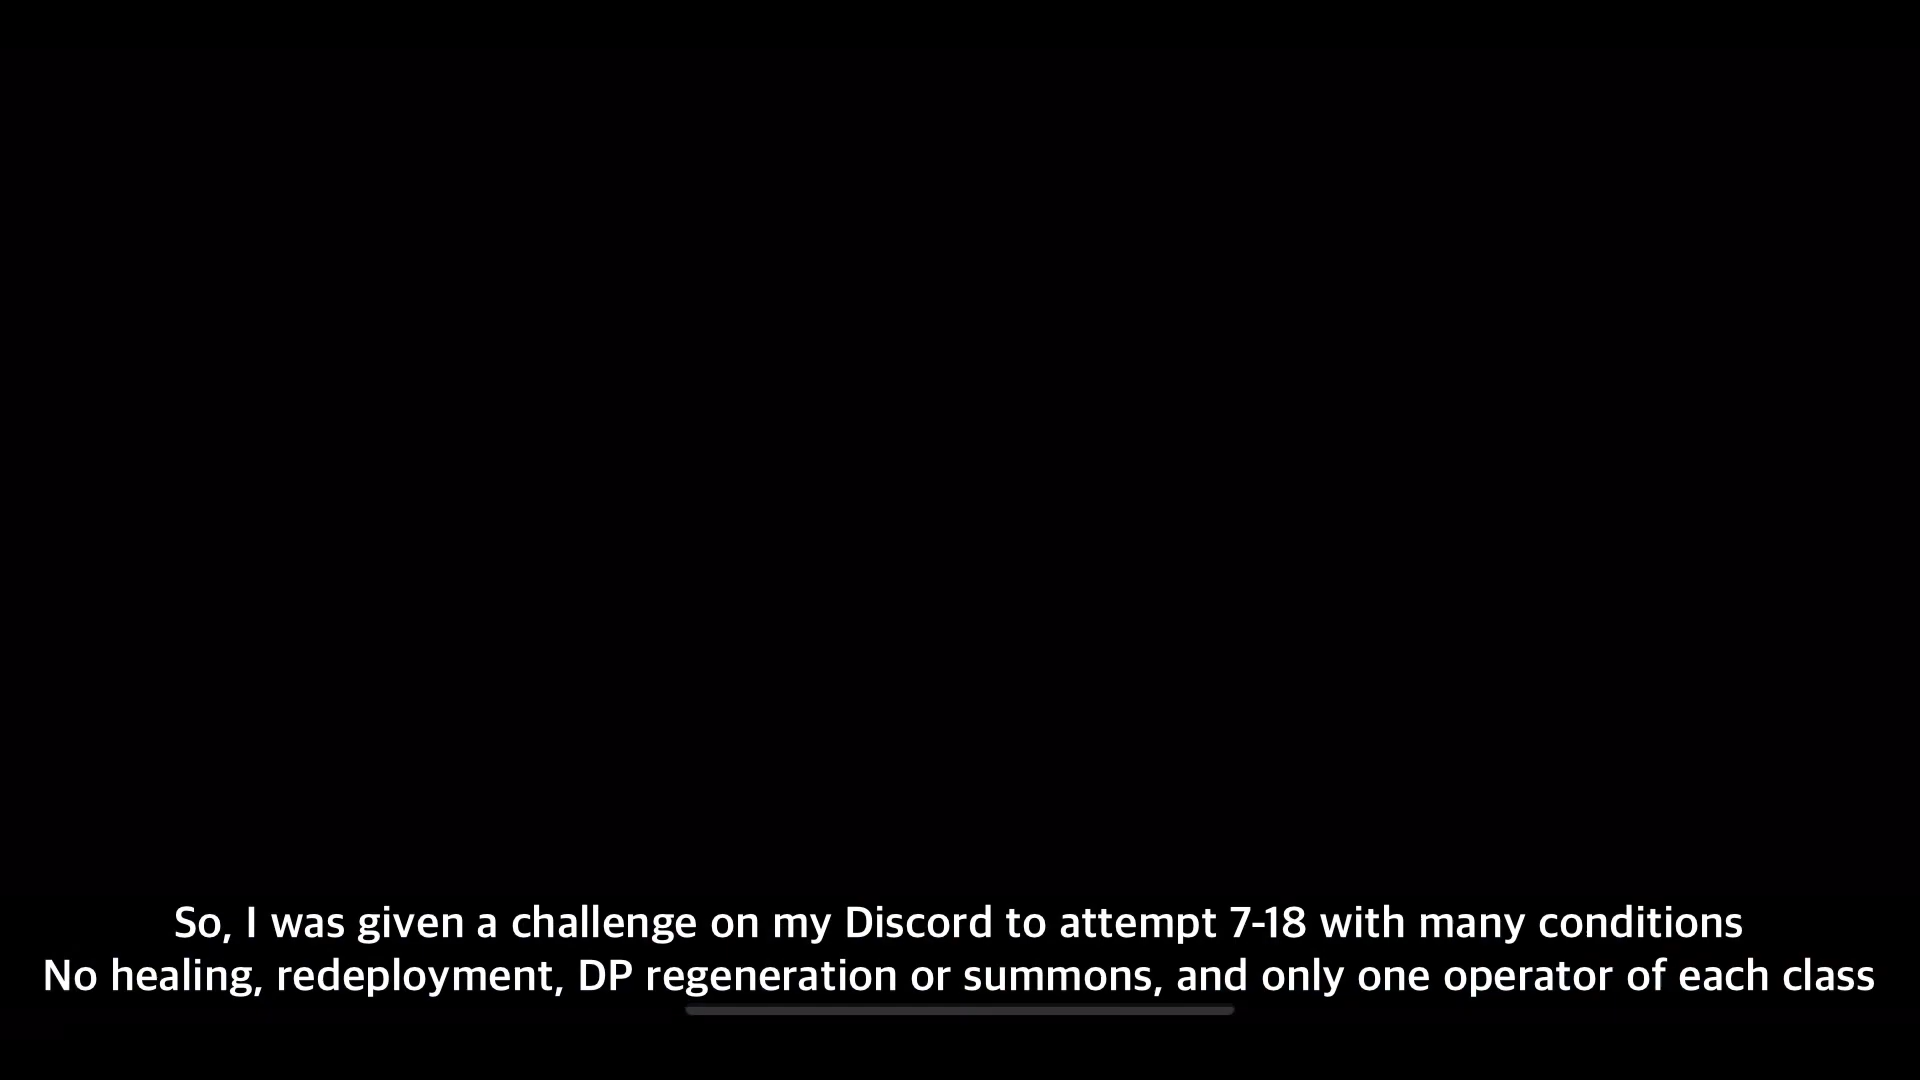 So, I was given a challenge on my Discord to attempt 7-18 with many conditions
No healing, redeployment, DP regeneration or summons, and only one operator of each class